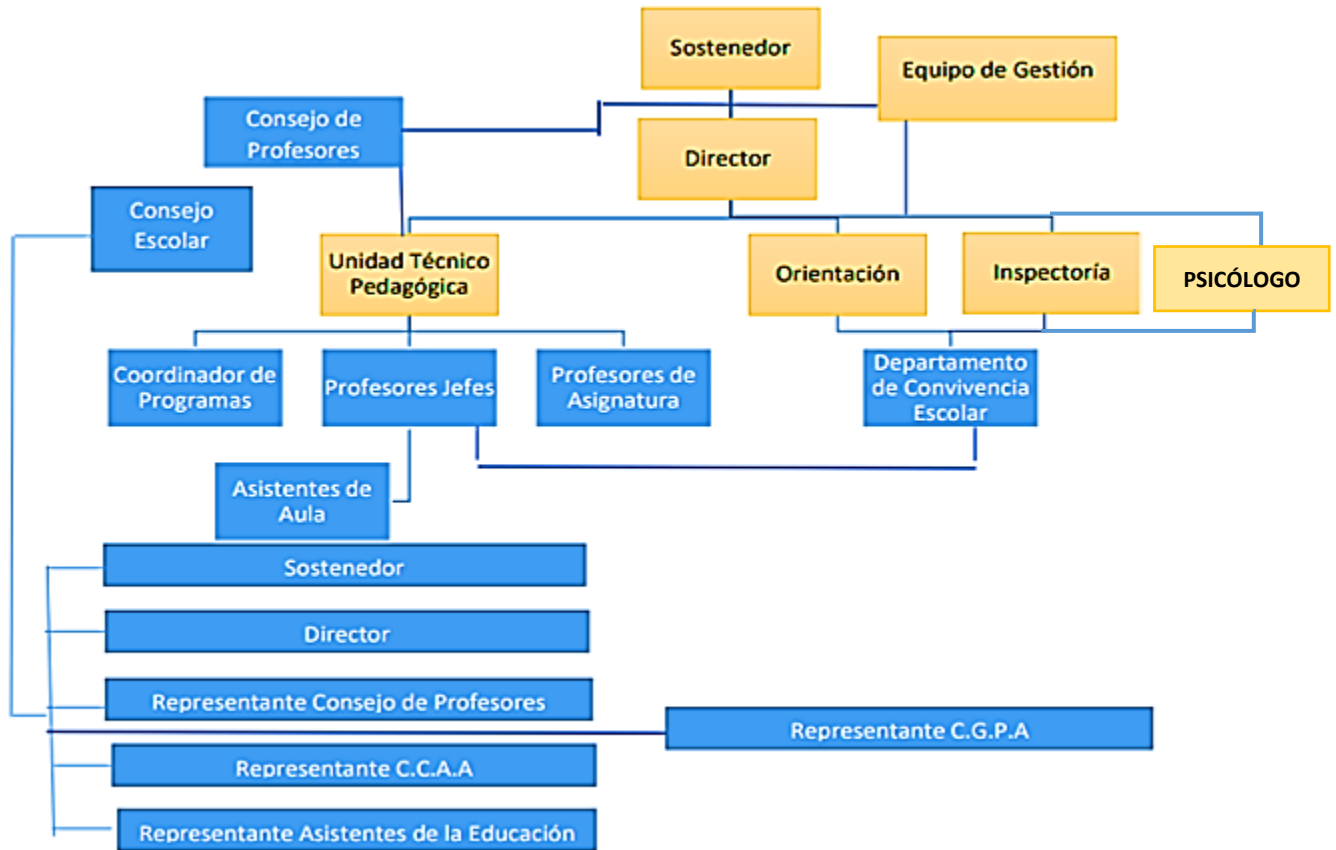 Sostenedor
Equipo de Gestión
Consejo de
Profesores
Director
Consejo
Escolar
Unidad Técnico
Pedagógica
Orientación
Inspectoría
PSICÓLOGO
Coordinador de
Programas
Profesores Jefes
Profesores de
Asignatura
Departamento
de Convivencia
Escolar
Asistentes de
Aula
Sostenedor
Director
Representante Consejo de Profesores
Representante C.G.P.A
Representante C.C.A.A
Representante Asistentes de la Educación